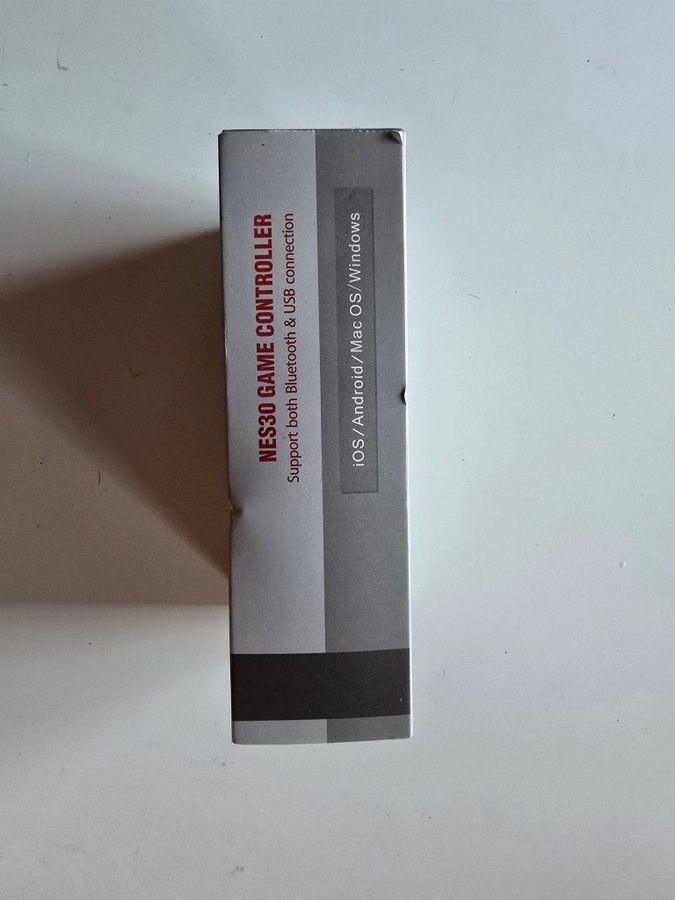 NES30 GAME CONTROLLER
Support both Bluetooth & USB connection
iOS/Android/Mac OS/Windows